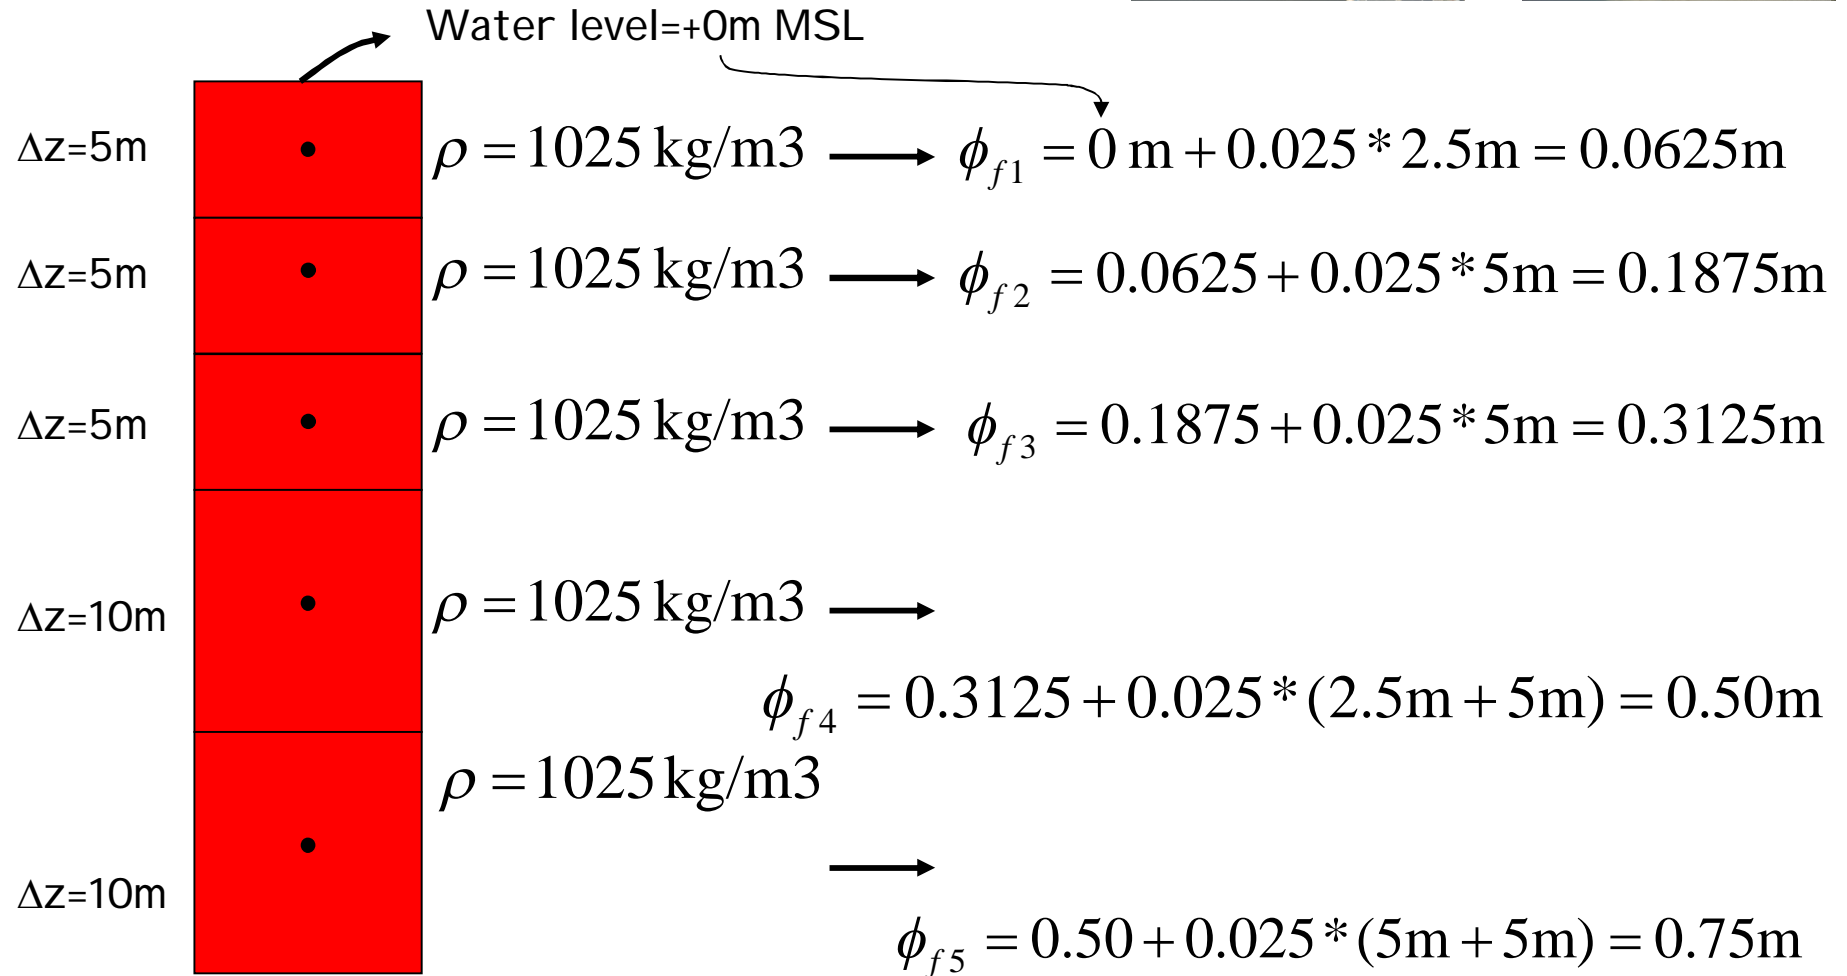 Water level=+0m MSL
Δz=5m ρ = 1025 kg/m3 ϕf1 = 0 m + 0.025 * 2.5m = 0.0625m
Δz=5m ρ = 1025 kg/m3 ϕf2 = 0.0625 + 0.025 * 5m = 0.1875m
Δz=5m ρ = 1025 kg/m3 ϕf3 = 0.1875 + 0.025 * 5m = 0.3125m
Δz=10m ρ = 1025 kg/m3
ϕf4 = 0.3125 + 0.025 * (2.5m + 5m) = 0.50m
ρ = 1025 kg/m3
Δz=10m
ϕf5 = 0.50 + 0.025 * (5m + 5m) = 0.75m